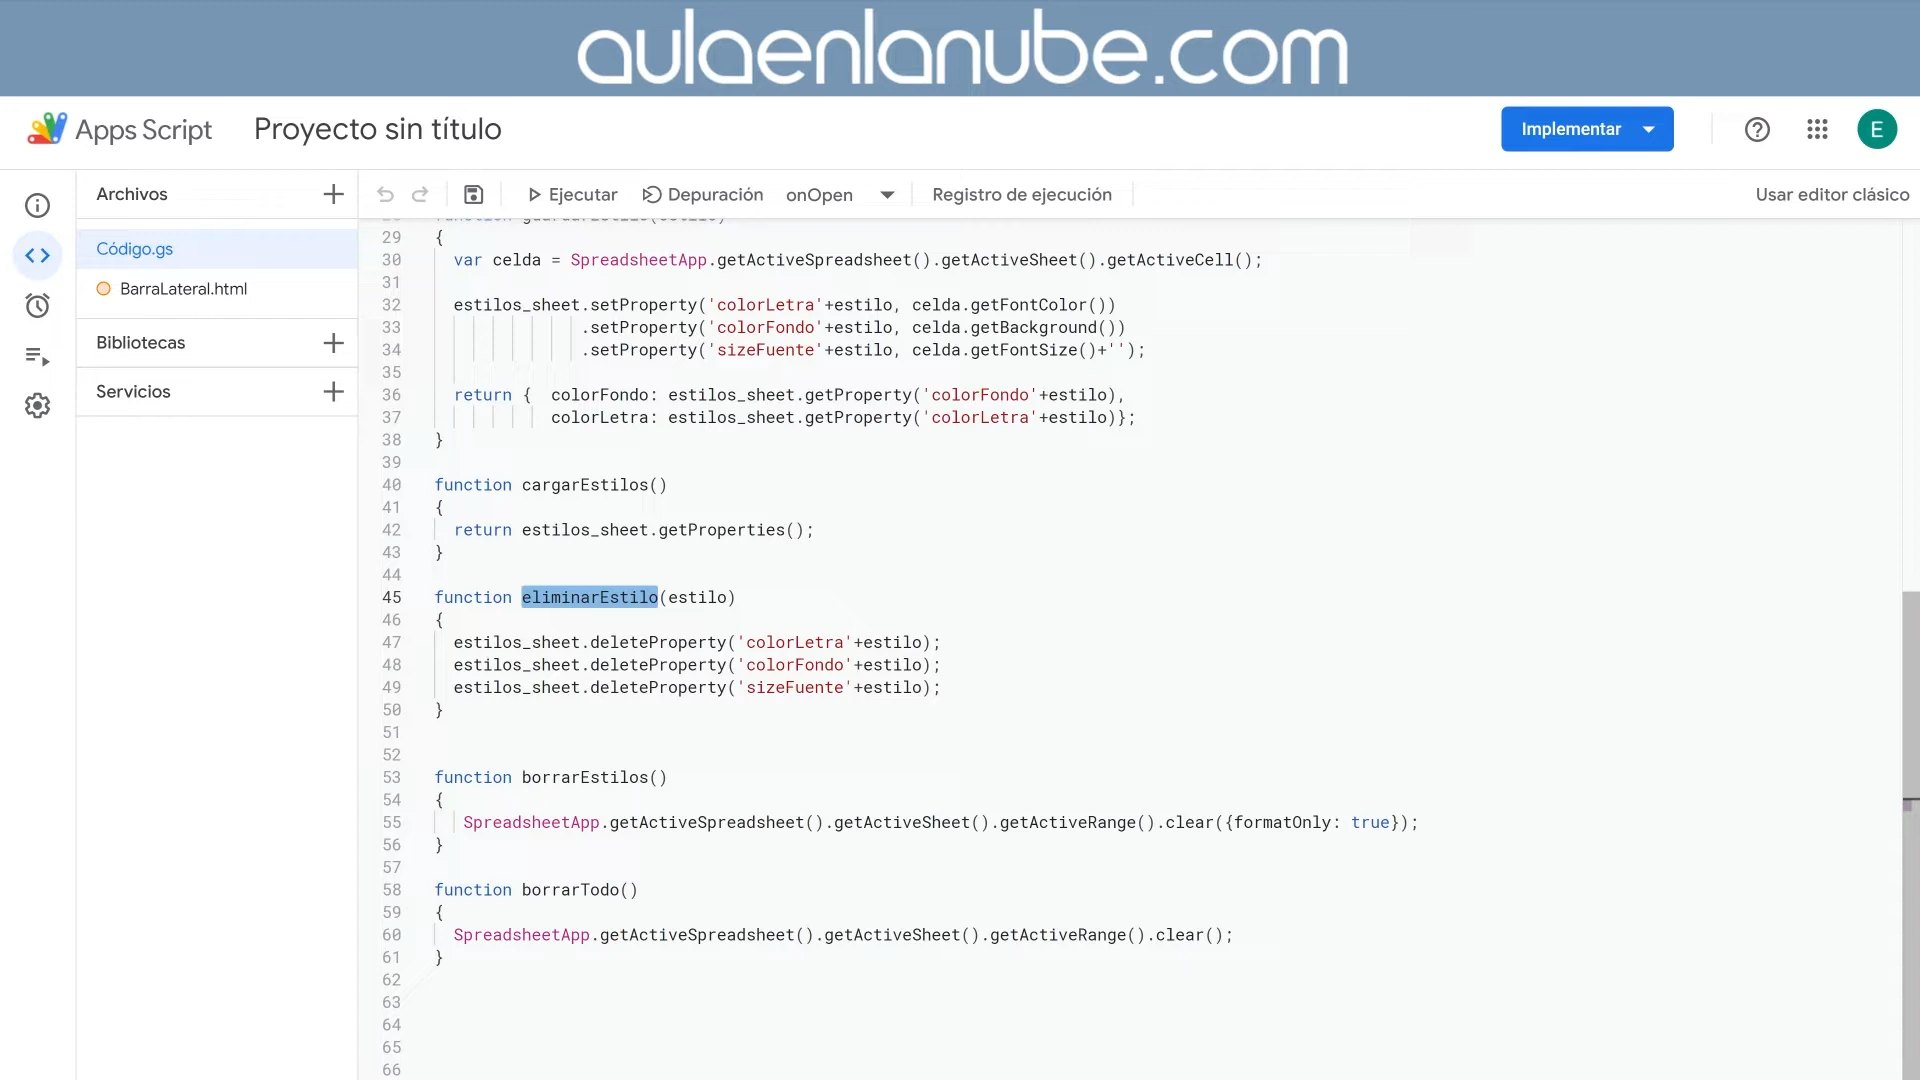 aulaenlanube.com
Apps Script
Proyecto sin título
Implementar
E
Archivos
Ejecutar
Depuración
onOpen
Registro de ejecución
Usar editor clásico
Código.gs
BarraLateral.html
Bibliotecas
Servicios
29 {
30 var celda = SpreadsheetApp.getActiveSpreadsheet().getActiveSheet().getActiveCell();
31
32 estilos_sheet.setProperty('colorLetra'+estilo, celda.getFontColor())
33 .setProperty('colorFondo'+estilo, celda.getBackground())
34 .setProperty('sizeFuente'+estilo, celda.getFontSize()+'');
35
36 return { colorFondo: estilos_sheet.getProperty('colorFondo'+estilo),
37 colorLetra: estilos_sheet.getProperty('colorLetra'+estilo)};
38 }
39
40 function cargarEstilos()
41 {
42 return estilos_sheet.getProperties();
43 }
44
45 function eliminarEstilo(estilo)
46 {
47 estilos_sheet.deleteProperty('colorLetra'+estilo);
48 estilos_sheet.deleteProperty('colorFondo'+estilo);
49 estilos_sheet.deleteProperty('sizeFuente'+estilo);
50 }
51
52
53 function borrarEstilos()
54 {
55 SpreadsheetApp.getActiveSpreadsheet().getActiveSheet().getActiveRange().clear({formatOnly: true});
56 }
57
58 function borrarTodo()
59 {
60 SpreadsheetApp.getActiveSpreadsheet().getActiveSheet().getActiveRange().clear();
61 }
62
63
64
65
66